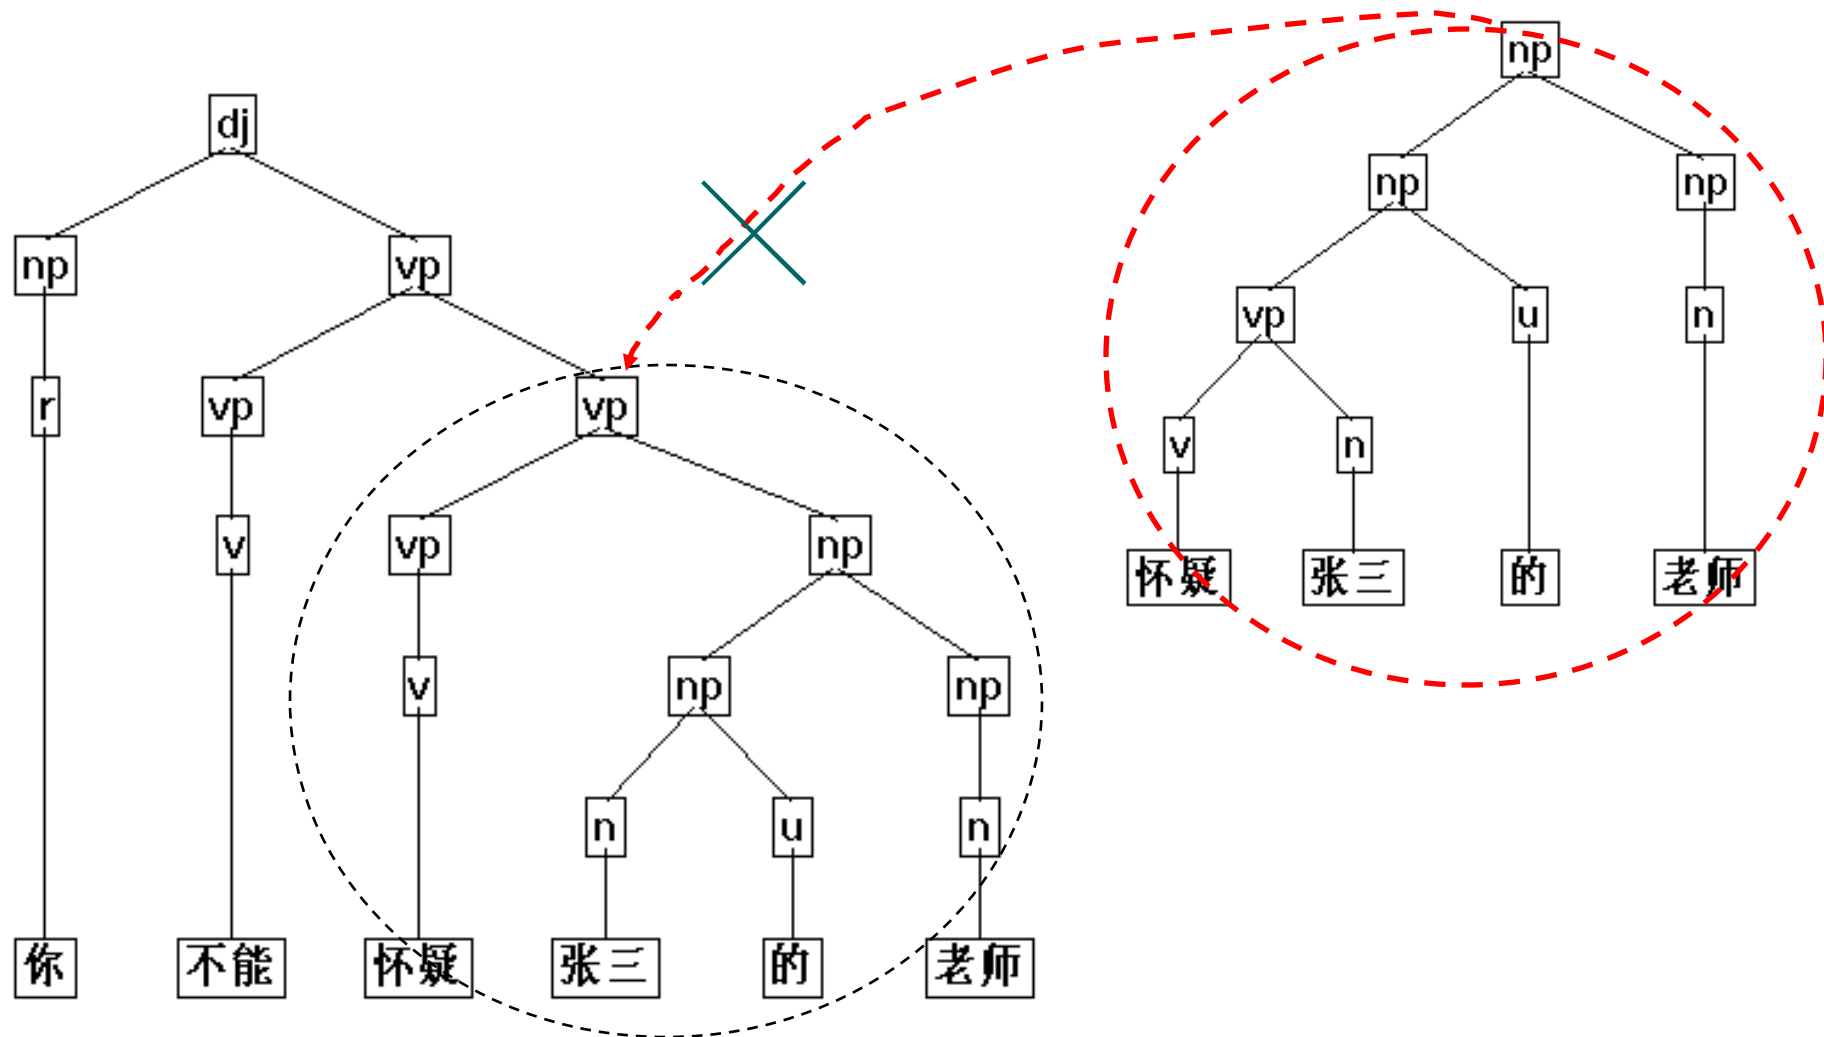 np
dj
np np
np vp
vp u n
r vp vp
v n
vp np
v
怀疑 张三 的 老师
v np np
n u n
你 不能 怀疑 张三 的 老师